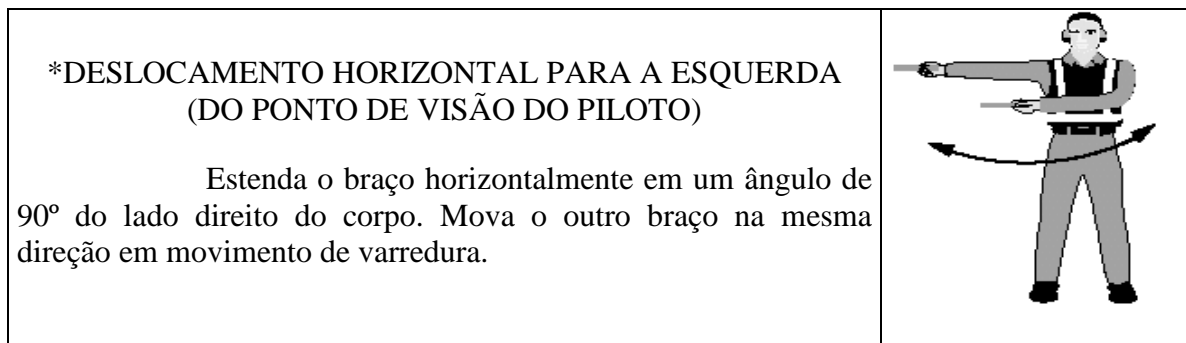 *DESLOCAMENTO HORIZONTAL PARA A ESQUERDA
(DO PONTO DE VISÃO DO PILOTO)
Estenda o braço horizontalmente em um ângulo de
90º do lado direito do corpo. Mova o outro braço na mesma
direção em movimento de varredura.